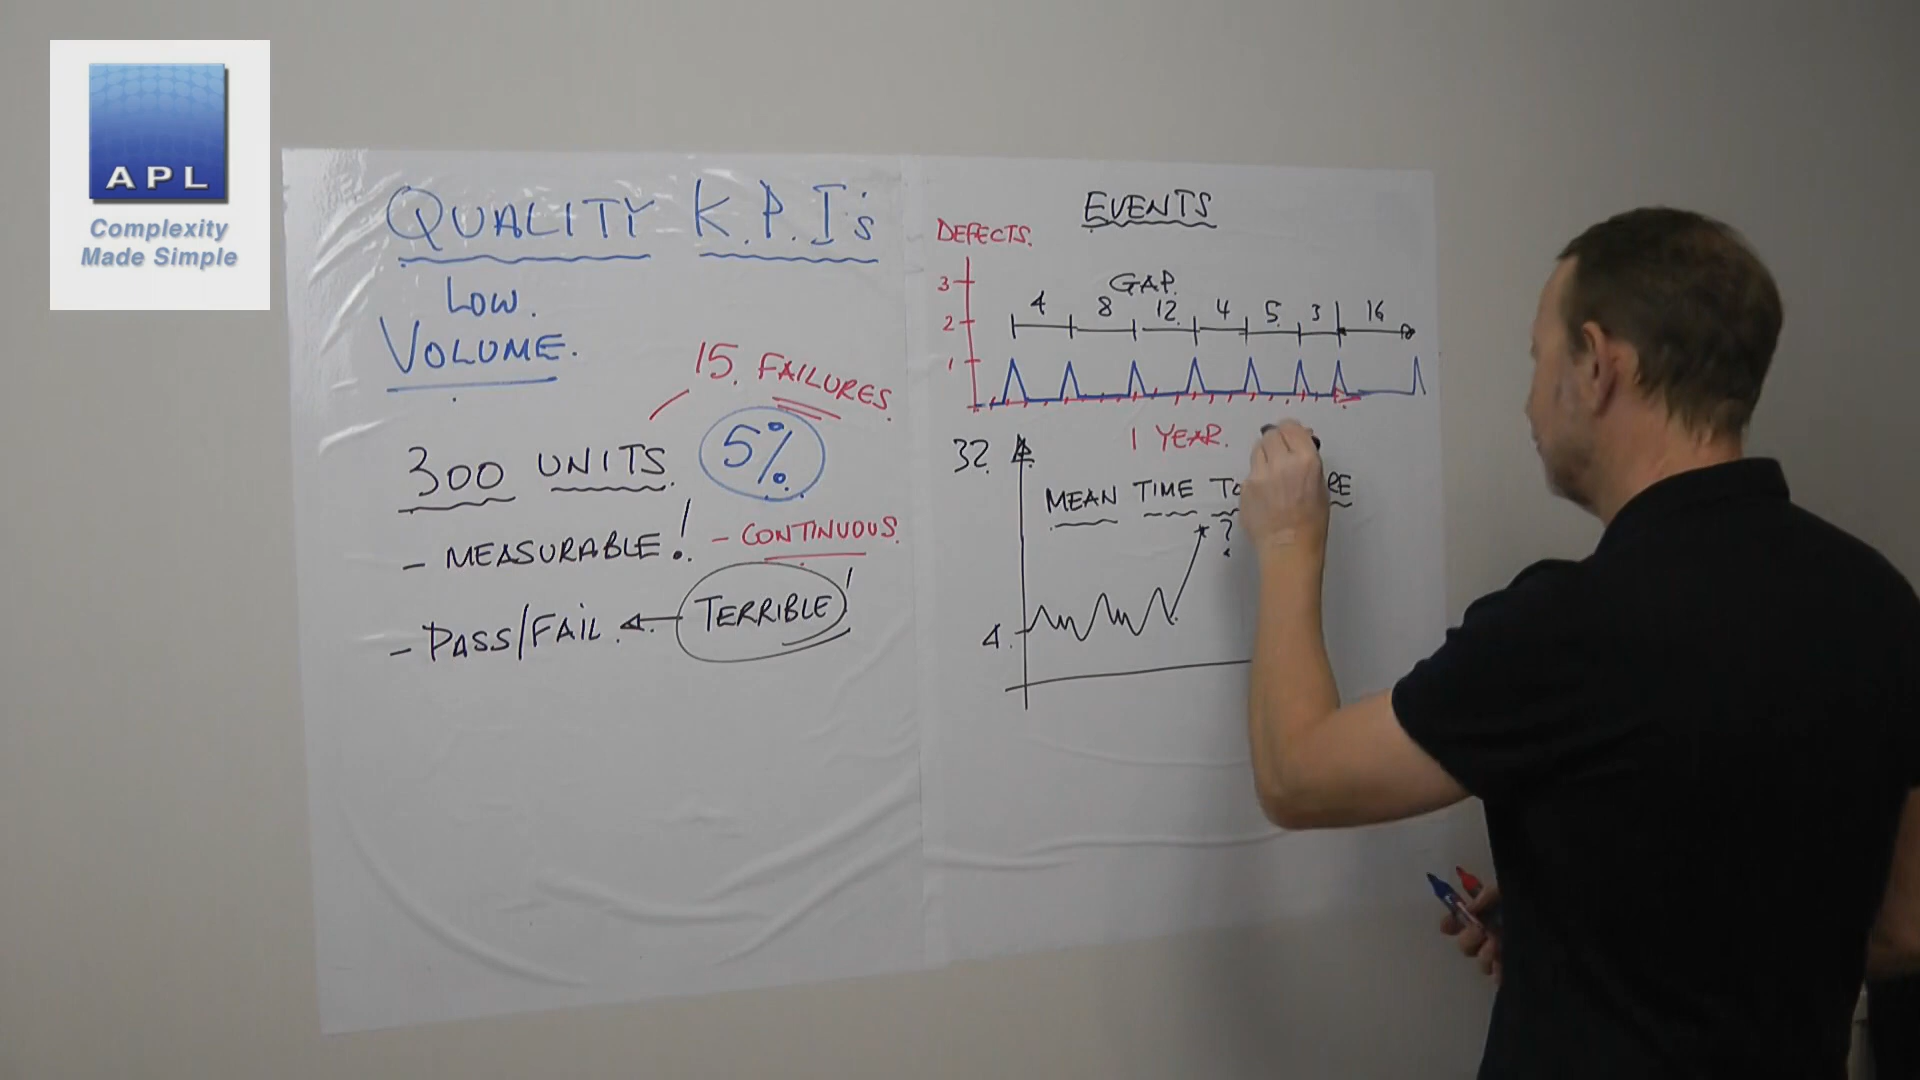 APL
Complexity
Made Simple
QUALITY K.P.I's
LOW.
VOLUME.
15. FAILURES.
300 UNITS.
5%
- MEASURABLE! - CONTINUOUS.
- PASS/FAIL TERRIBLE!
EVENTS
DEFECTS.
GAP.
4 8 12 4 5 3 16
3
2
1
1 YEAR.
32.
MEAN TIME TO
?
4.